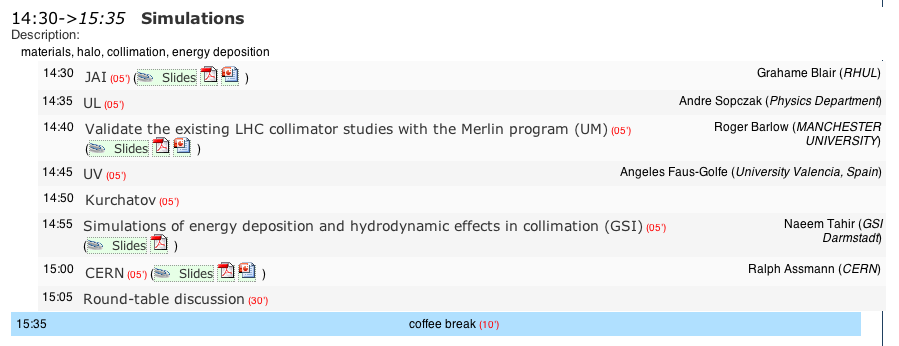 14:30->15:35 Simulations
Description:
materials, halo, collimation, energy deposition
14:30 JAI (05') ( Slides ) Grahame Blair (RHUL)
14:35 UL (05') Andre Sopczak (Physics Department)
14:40 Validate the existing LHC collimator studies with the Merlin program (UM) (05') Roger Barlow (MANCHESTER
( Slides ) UNIVERSITY)
14:45 UV (05') Angeles Faus-Golfe (University Valencia, Spain)
14:50 Kurchatov (05')
14:55 Simulations of energy deposition and hydrodynamic effects in collimation (GSI) (05') Naeem Tahir (GSI
( Slides ) Darmstadt)
15:00 CERN (05') ( Slides ) Ralph Assmann (CERN)
15:05 Round-table discussion (30')
15:35 coffee break (10')